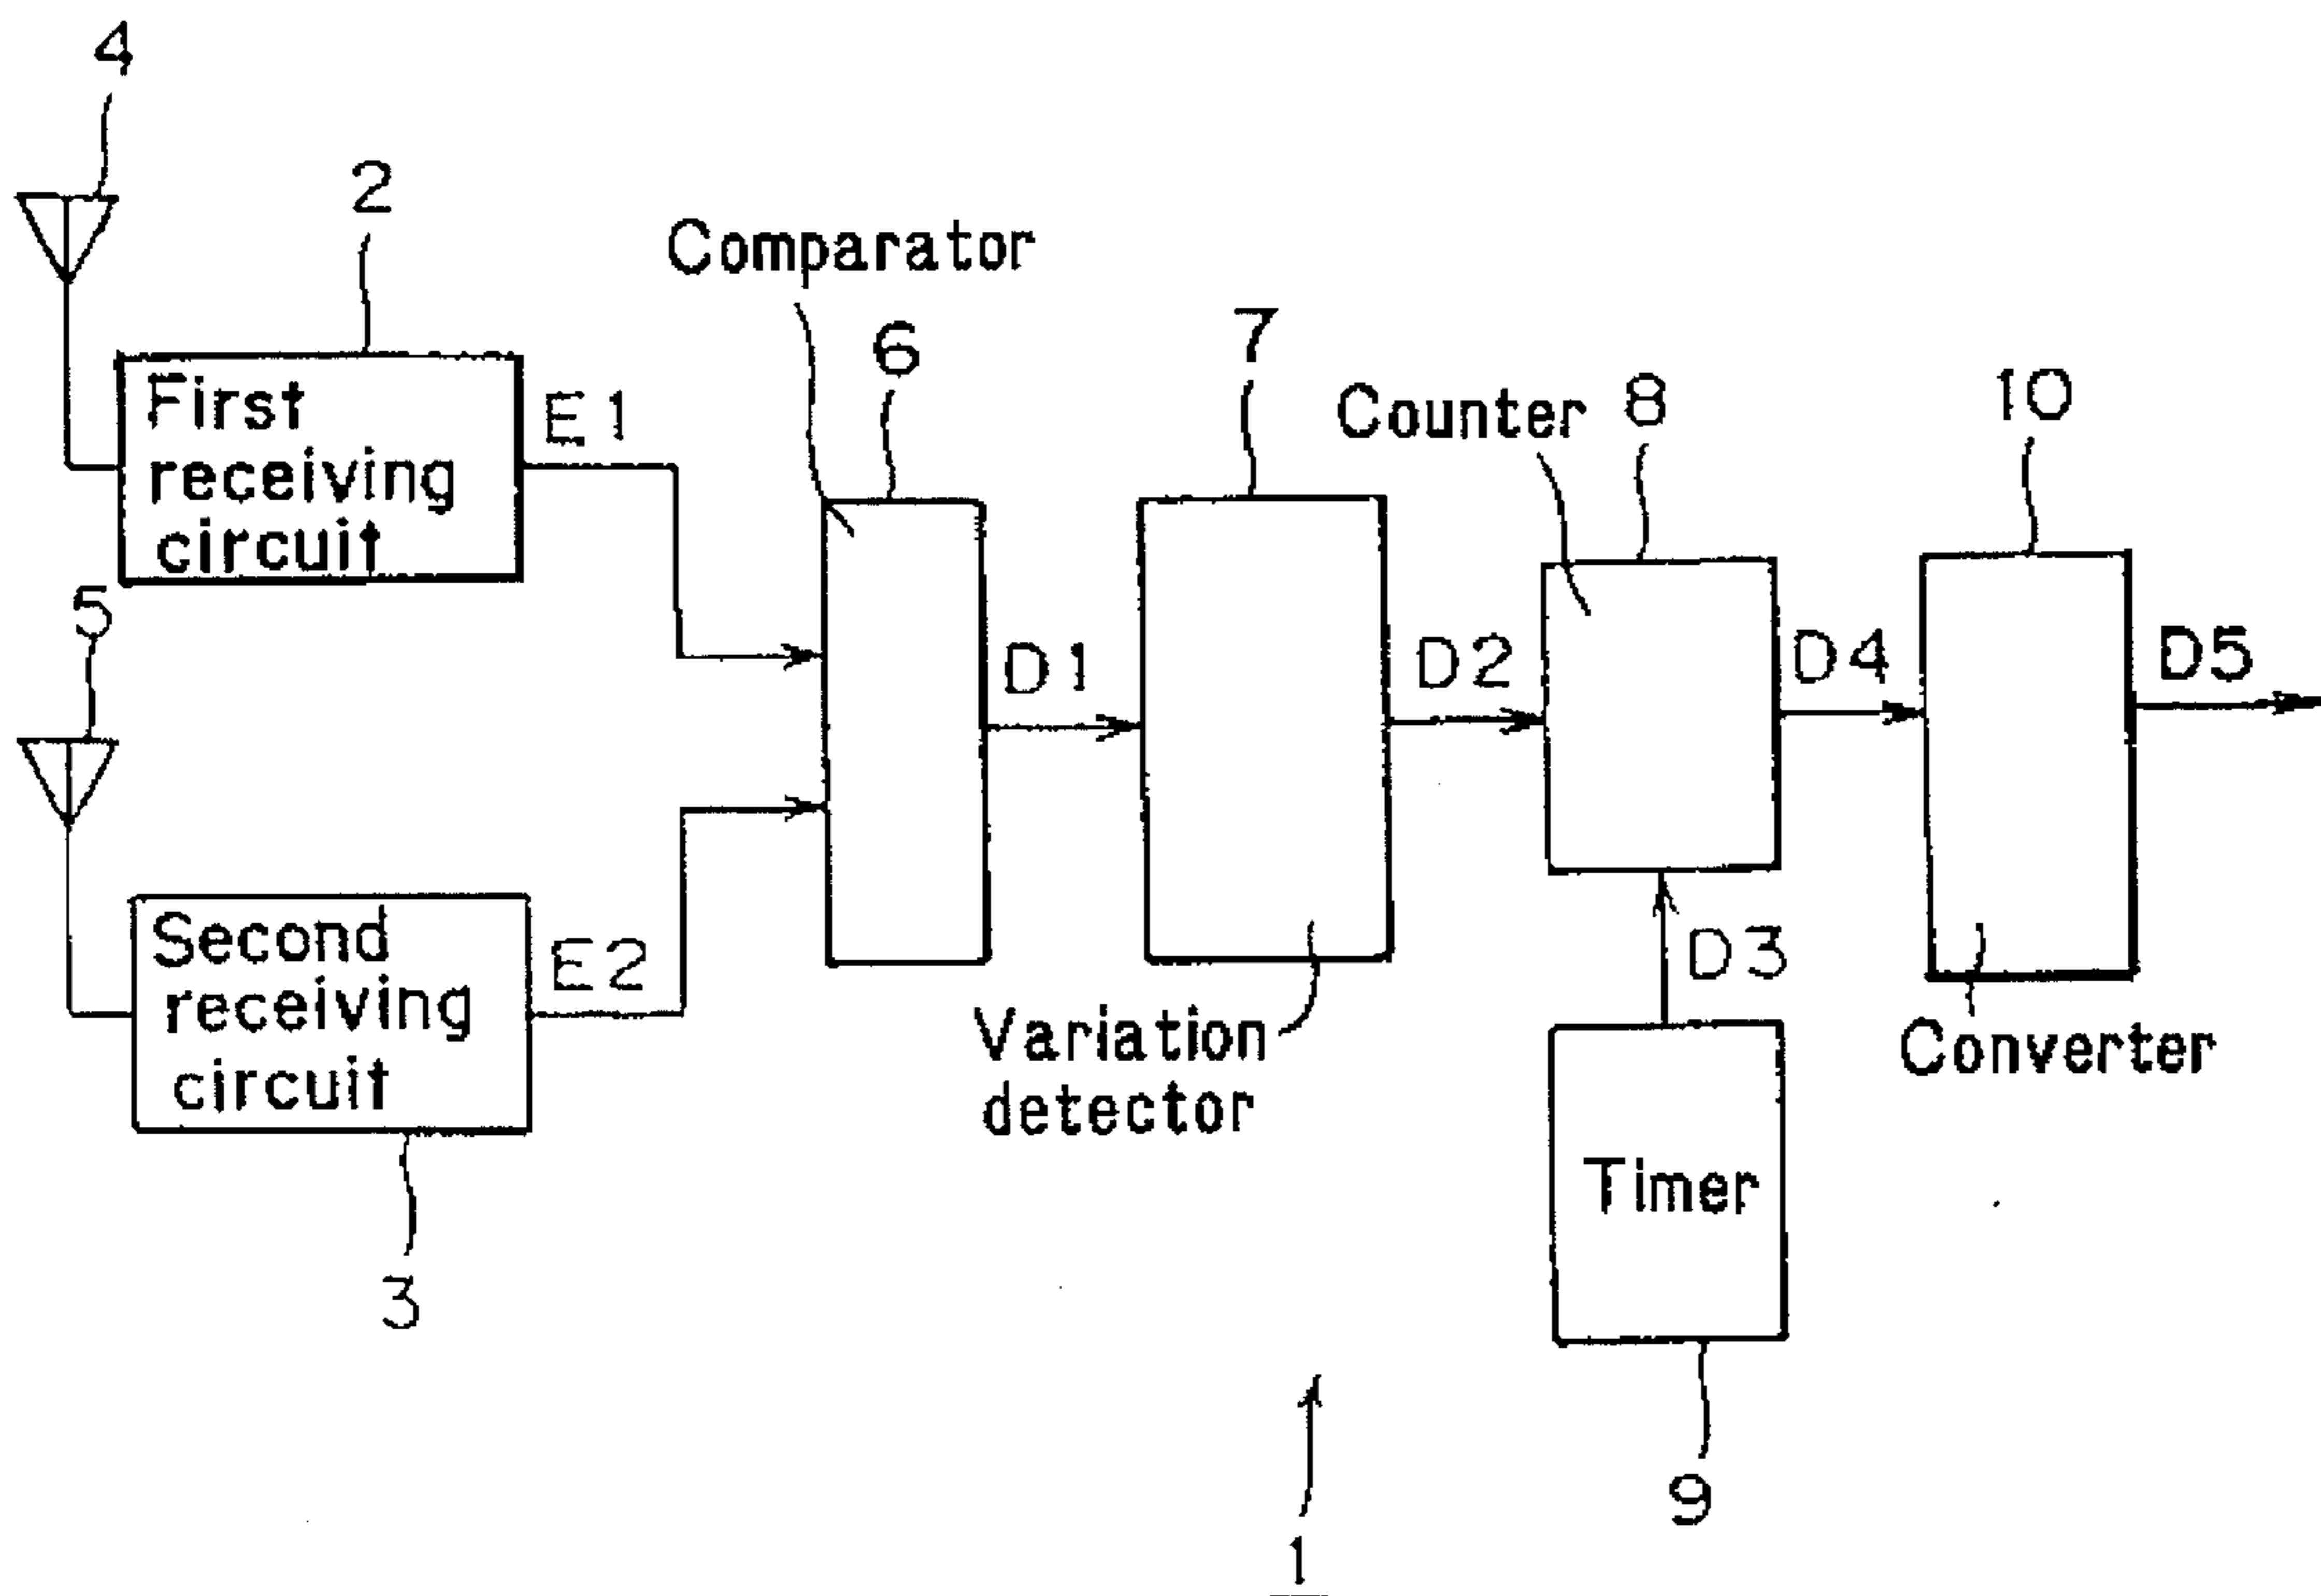 4
2
Comparator
6
7
Counter 8
10
First
receiving
circuit
E1
5
D1
D2
D4
D5
Second
receiving
circuit
E2
D3
Variation
detector
Converter
Timer
3
9
1